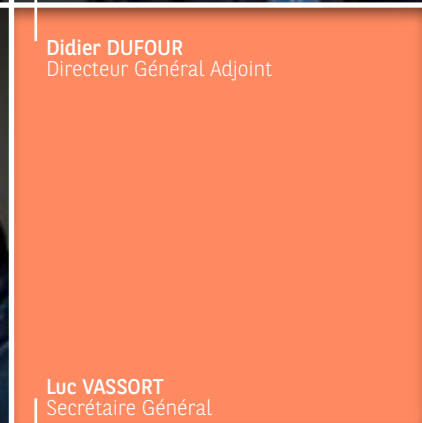 Didier DUFOUR
Directeur Général Adjoint
Luc VASSORT
Secrétaire Général